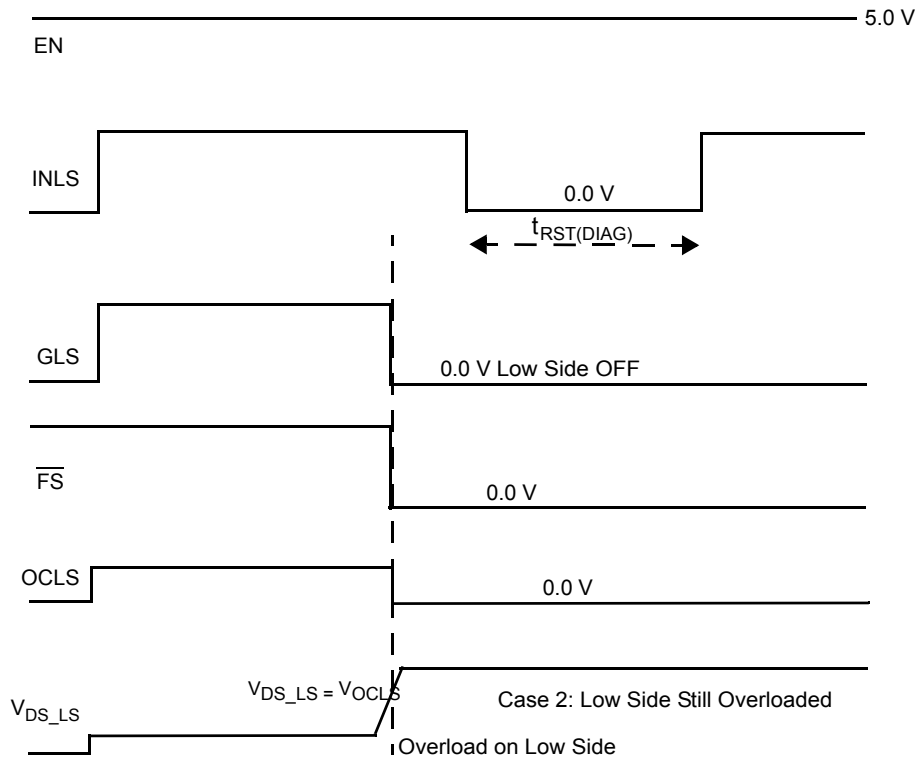 5.0 V
EN
INLS
0.0 V
tRST(DIAG)
GLS
0.0 V Low Side OFF
FS
0.0 V
OCLS
0.0 V
VDS_LS = VOCLS
Case 2: Low Side Still Overloaded
VDS_LS
Overload on Low Side